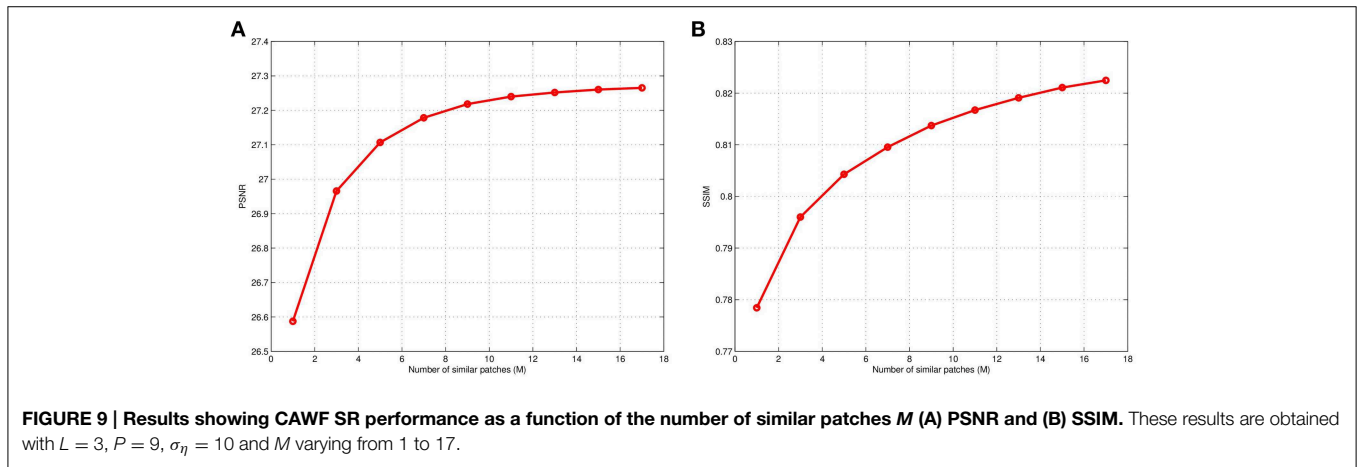 A
B
27.4
27.3
27.2
27.1
27
26.9
26.8
26.7
26.6
26.5
PSNR
0 2 4 6 8 10 12 14 16 18
Number of similar patches (M)
0.83
0.82
0.81
0.8
0.79
0.78
0.77
SSIM
0 2 4 6 8 10 12 14 16 18
Number of similar patches (M)
FIGURE 9 | Results showing CAWF SR performance as a function of the number of similar patches M (A) PSNR and (B) SSIM. These results are obtained
with L = 3, P = 9, σ_η = 10 and M varying from 1 to 17.